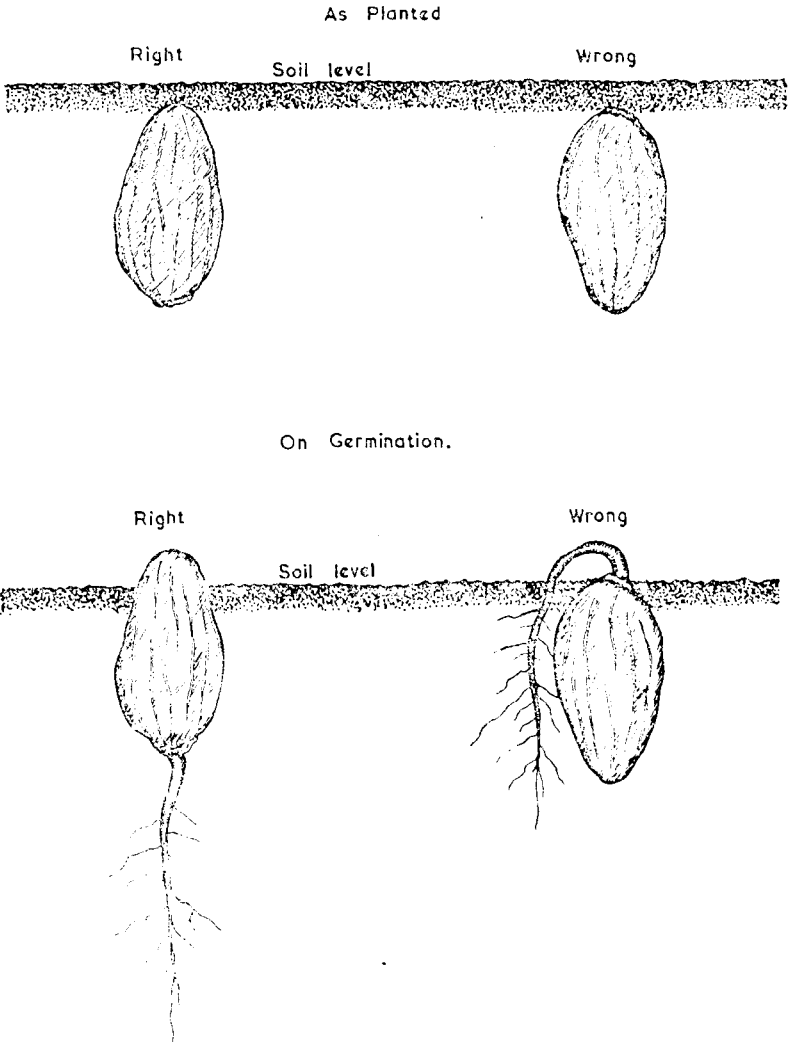 As Planted
Right
Soil level
Wrong
On Germination.
Right
Soil level
Wrong